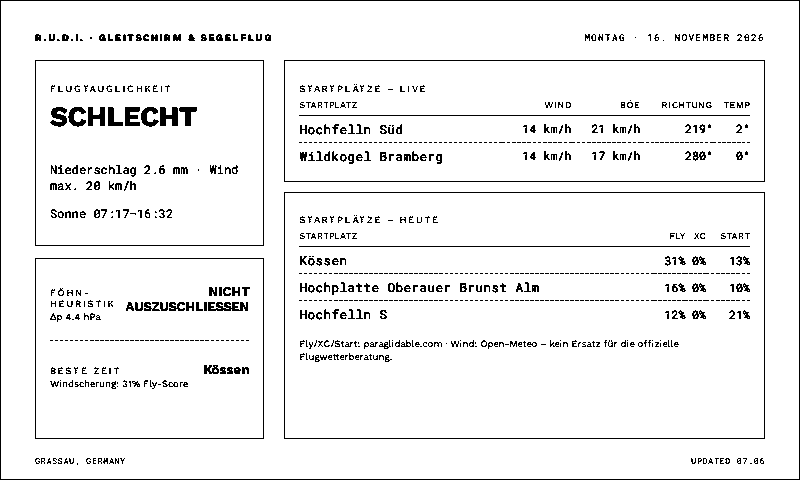 R.U.D.I. · GLEITSCHIRM & SEGELFLUG
MONTAG · 16. NOVEMBER 2026
FLUGTAUGLICHKEIT
SCHLECHT
Niederschlag 2.6 mm · Wind
max. 20 km/h
Sonne 07:17–16:32
FÖHN-
HEURISTIK
Δp 4.4 hPa
NICHT
AUSZUSCHLIESSEN
BESTE ZEIT
Kössen
Windscherung: 31% Fly-Score
STARTPLÄTZE – LIVE
STARTPLATZ WIND BÖE RICHTUNG TEMP
Hochfelln Süd 14 km/h 21 km/h 219° 2°
Wildkogel Bramberg 14 km/h 17 km/h 280° 0°
STARTPLÄTZE – HEUTE
STARTPLATZ FLY XC START
Kössen 31% 0% 13%
Hochplatte Oberauer Brunst Alm 16% 0% 10%
Hochfelln S 12% 0% 21%
Fly/XC/Start: paraglidable.com · Wind: Open-Meteo – kein Ersatz für die offizielle
Flugwetterberatung.
GRASSAU, GERMANY
UPDATED 07.06